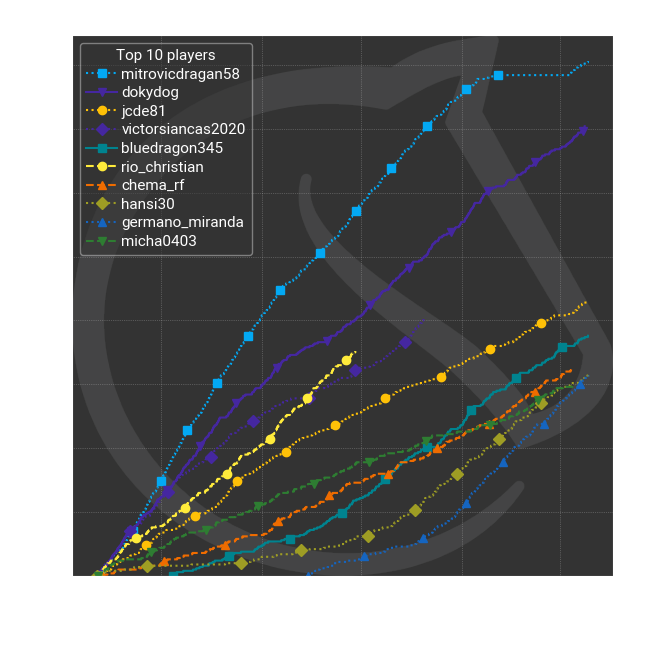 Top 10 players
mitrovicdragan58
dokydog
jcde81
victorsiancas2020
bluedragon345
rio_christian
chema_rf
hansi30
germano_miranda
micha0403